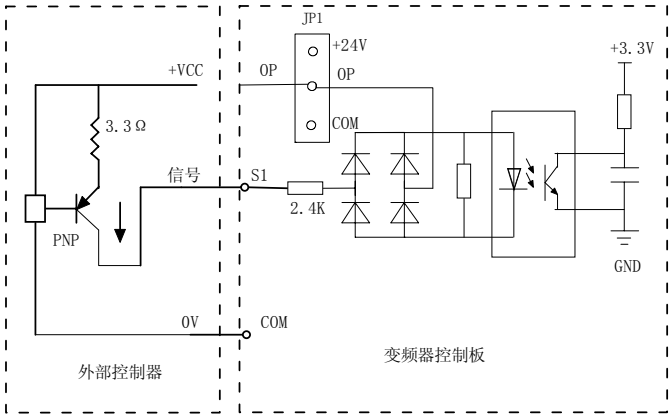 JP1
+24V
+VCC
OP
OP
+3.3V
3.3Ω
COM
信号
S1
2.4K
PNP
GND
0V
COM
外部控制器
变频器控制板